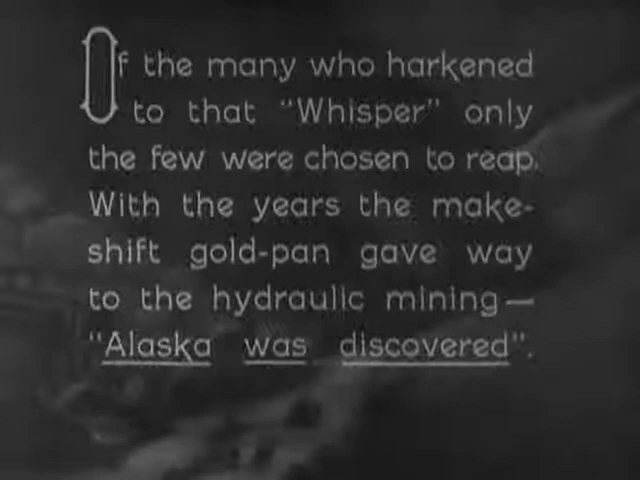 Of the many who harkened
to that "Whisper" only
the few were chosen to reap.
With the years the make-
shift gold-pan gave way
to the hydraulic mining—
"Alaska was discovered".